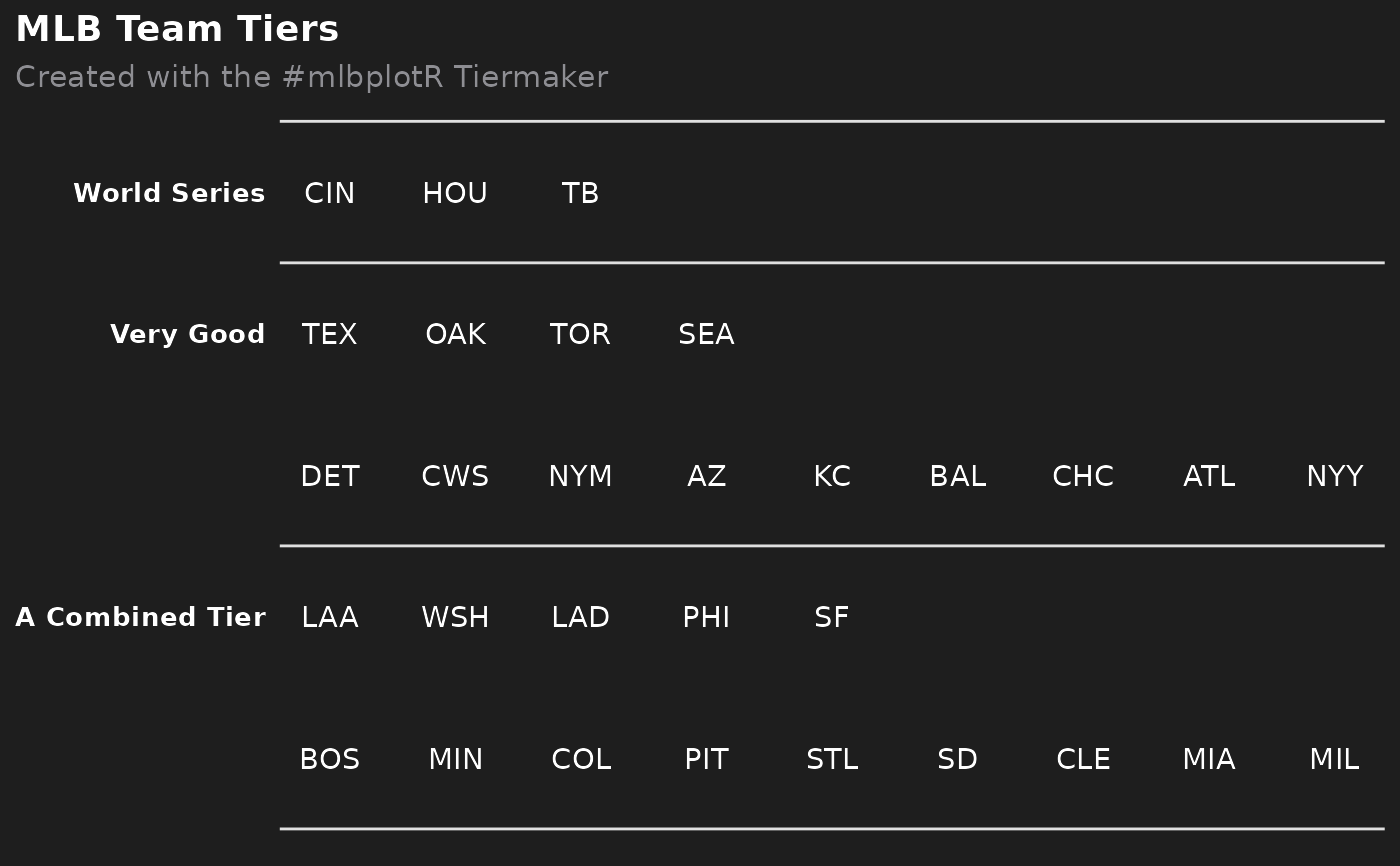 MLB Team Tiers
Created with the #mlbplotR Tiermaker
World Series CIN HOU TB
Very Good TEX OAK TOR SEA
DET CWS NYM AZ KC BAL CHC ATL NYY
A Combined Tier LAA WSH LAD PHI SF
BOS MIN COL PIT STL SD CLE MIA MIL